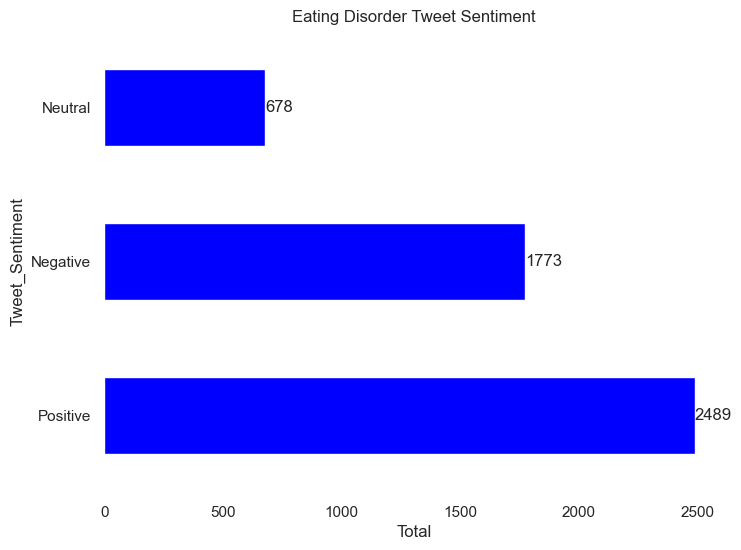 Eating Disorder Tweet Sentiment
Tweet_Sentiment
Neutral
678
Negative
1773
Positive
2489
0 500 1000 1500 2000 2500
Total